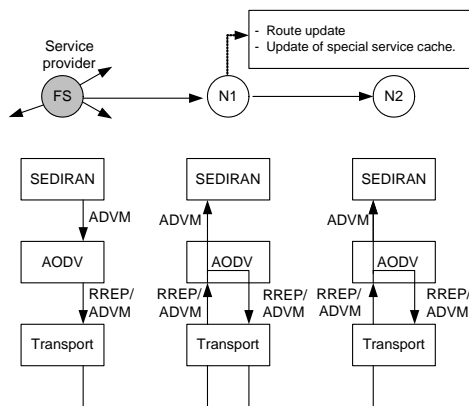 - Route update
- Update of special service cache.
Service
provider
FS
N1
N2
SEDIRAN
SEDIRAN
SEDIRAN
ADVM
ADVM
ADVM
AODV
AODV
AODV
RREP/
ADVM
RREP/
ADVM
RREP/
ADVM
RREP/
ADVM
RREP/
ADVM
Transport
Transport
Transport